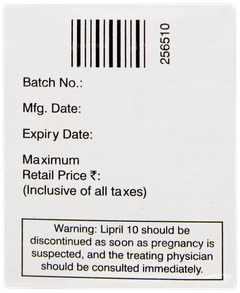 256510
Batch No.:
Mfg. Date:
Expiry Date:
Maximum
Retail Price ₹:
(Inclusive of all taxes)
Warning: Lipril 10 should be
discontinued as soon as pregnancy is
suspected, and the treating physician
should be consulted immediately.